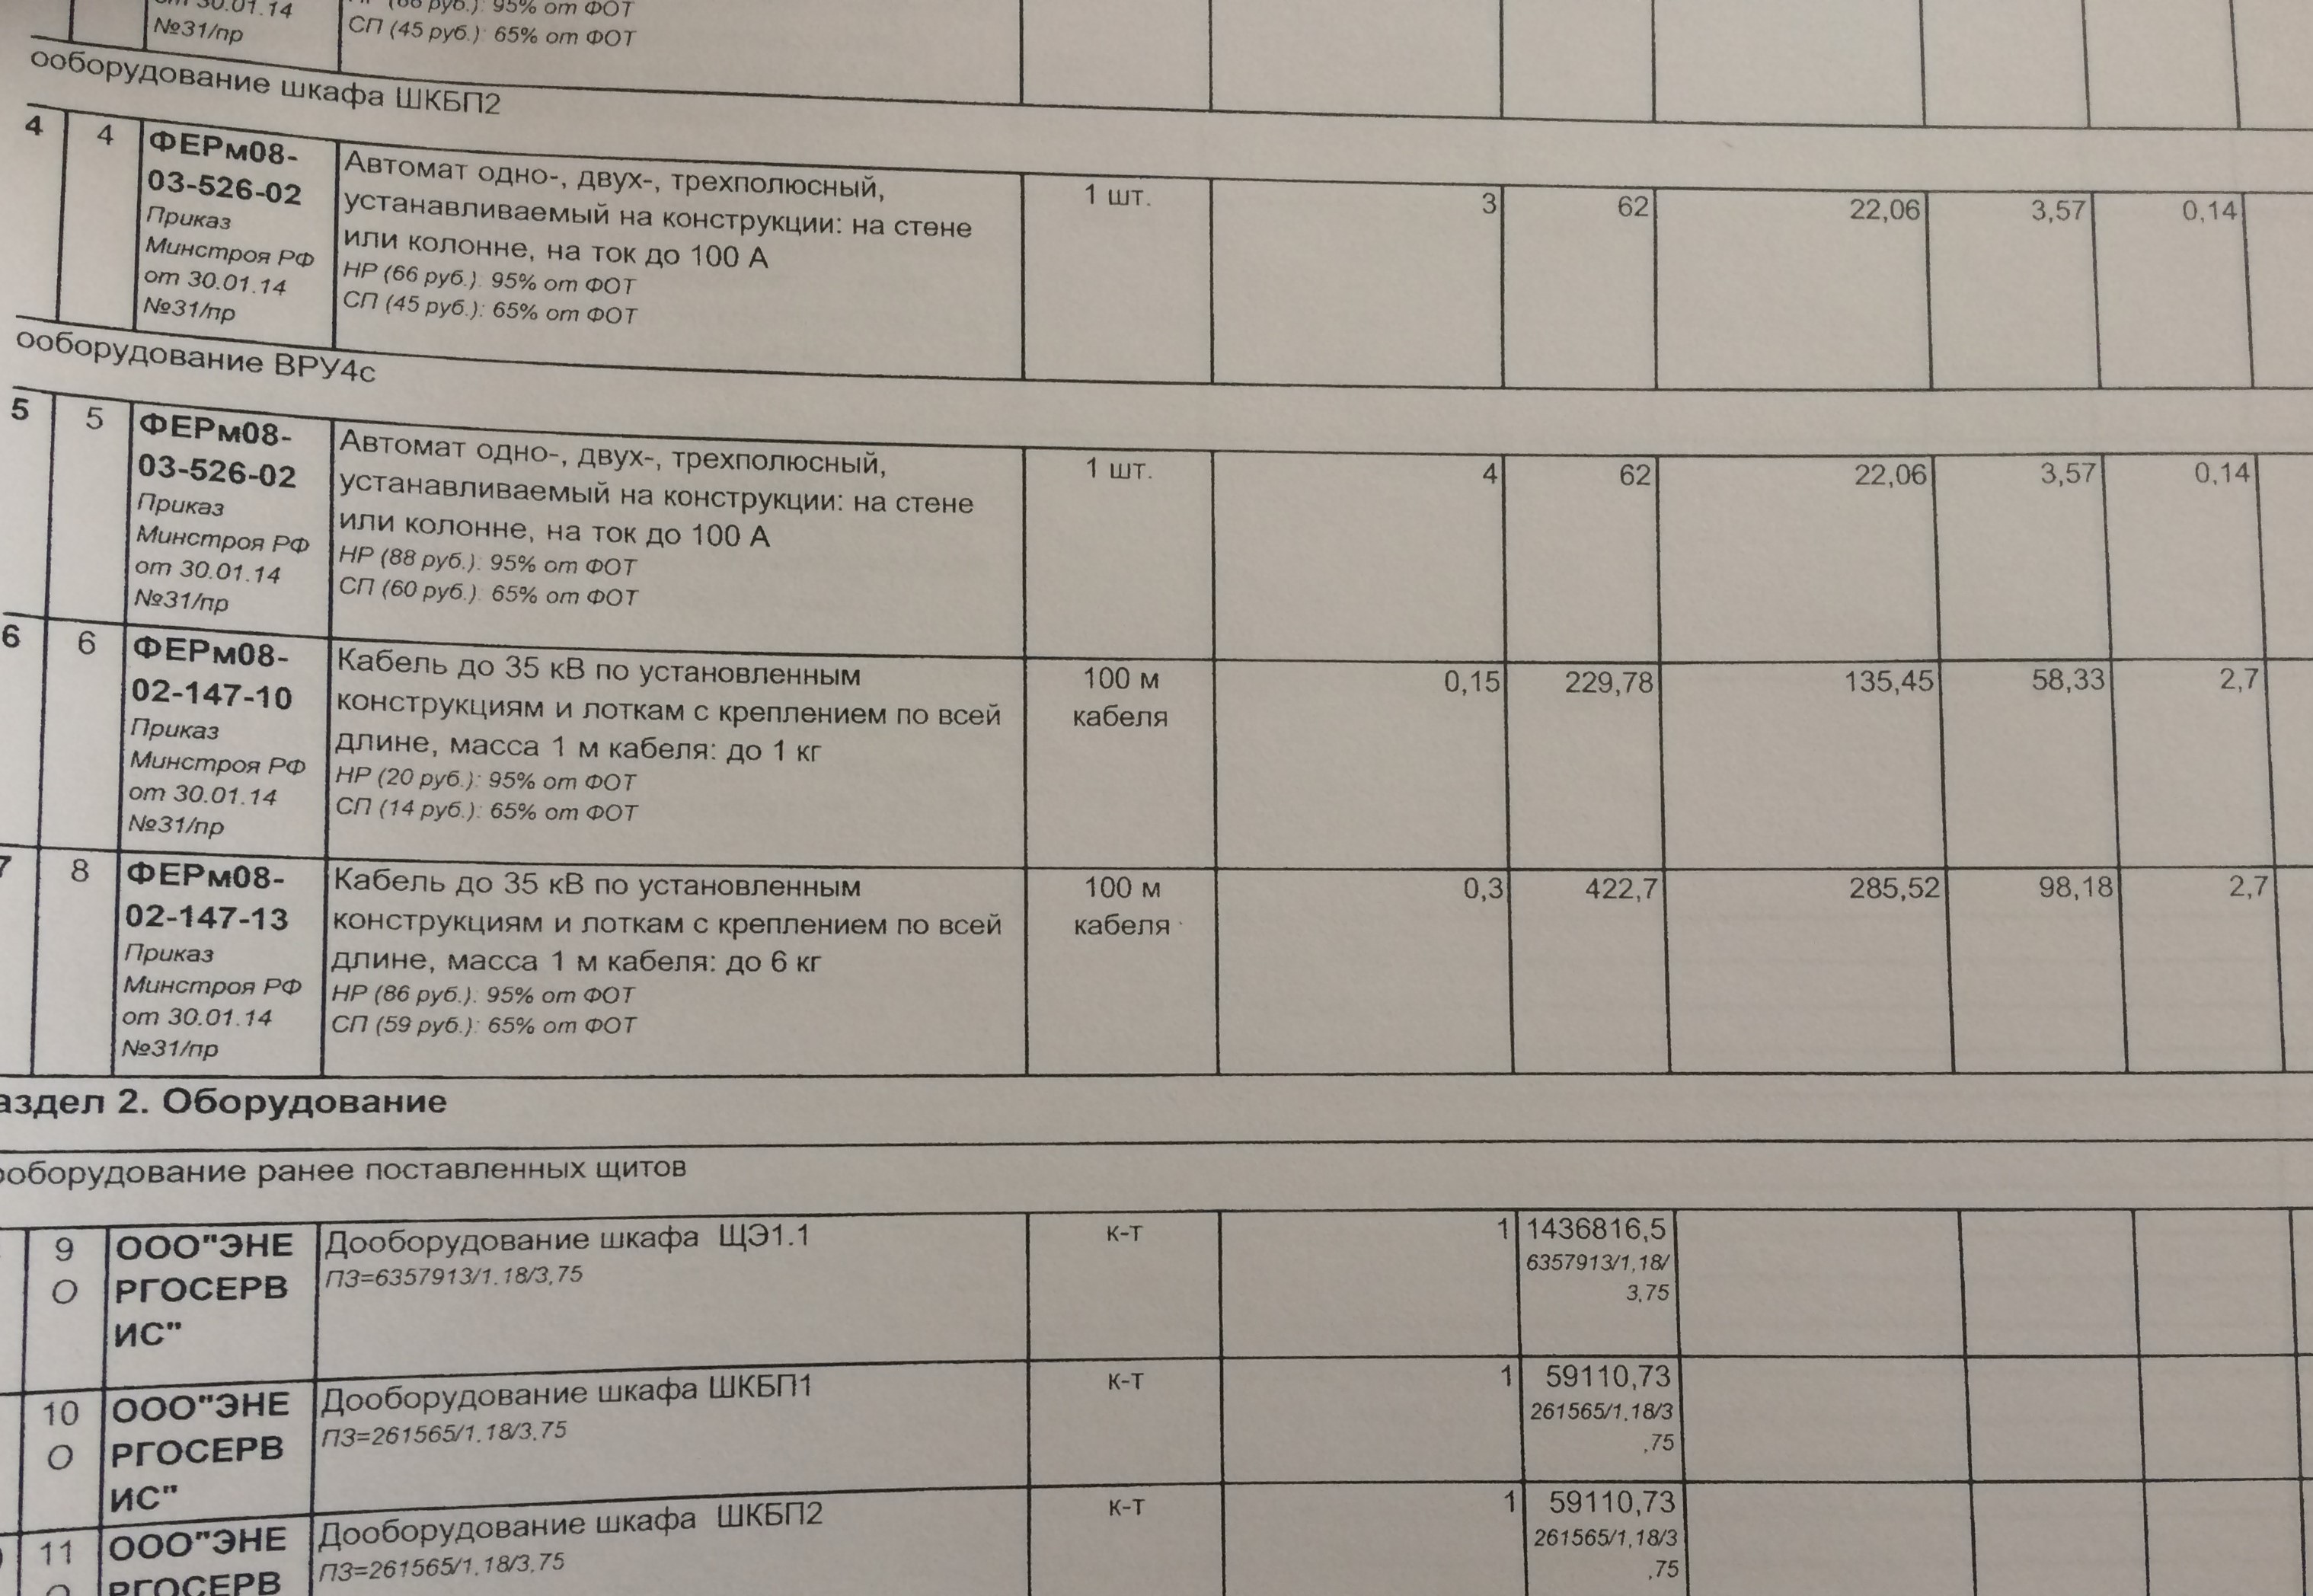 №31/пр
95% от ФОТ
СП (45 руб.): 65% от ФОТ
ооборудование шкафа ШКБП2
4 4 ФЕРм08-03-526-02
Приказ
Минстроя РФ
от 30.01.14
№31/пр
Автомат одно-, двух-, трехполюсный,
устанавливаемый на конструкции: на стене
или колонне, на ток до 100 А
НР (66 руб.): 95% от ФОТ
СП (45 руб.): 65% от ФОТ
1 шт. 3 62 22,06 3,57 0,14
ооборудование ВРУ4с
5 5 ФЕРм08-
03-526-02
Приказ
Минстроя РФ
от 30.01.14
№31/пр
Автомат одно-, двух-, трехполюсный,
устанавливаемый на конструкции: на стене
или колонне, на ток до 100 А
НР (88 руб.): 95% от ФОТ
СП (60 руб.): 65% от ФОТ
1 шт. 4 62 22,06 3,57 0,14
6 6 ФЕРм08-
02-147-10
Приказ
Минстроя РФ
от 30.01.14
№31/пр
Кабель до 35 кВ по установленным
конструкциям и лоткам с креплением по всей
длине, масса 1 м кабеля: до 1 кг
НР (20 руб.): 95% от ФОТ
СП (14 руб.): 65% от ФОТ
100 м
кабеля
0,15 229,78 135,45 58,33 2,7
7 8 ФЕРм08-
02-147-13
Приказ
Минстроя РФ
от 30.01.14
№31/пр
Кабель до 35 кВ по установленным
конструкциям и лоткам с креплением по всей
длине, масса 1 м кабеля: до 6 кг
НР (86 руб.): 95% от ФОТ
СП (59 руб.): 65% от ФОТ
100 м
кабеля
0,3 422,7 285,52 98,18 2,7
аздел 2. Оборудование
ооборудование ранее поставленных щитов
9
О
ООО"ЭНЕ
РГОСЕРВ
ИС"
Дооборудование шкафа ЩЭ1.1
ПЗ=6357913/1.18/3,75
к-т 1 1436816,5
6357913/1,18/
3,75
10
О
ООО"ЭНЕ
РГОСЕРВ
ИС"
Дооборудование шкафа ШКБП1
ПЗ=261565/1.18/3,75
к-т 1 59110,73
261565/1,18/3
,75
11
ООО"ЭНЕ
РГОСЕРВ
Дооборудование шкафа ШКБП2
ПЗ=261565/1,18/3,75
к-т 1 59110,73
261565/1,18/3
,75